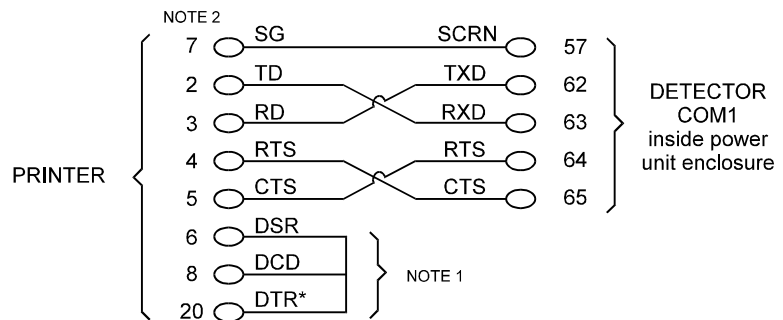 NOTE 2
7 SG SCRN 57
2 TD TXD 62
3 RD RXD 63
4 RTS RTS 64
5 CTS CTS 65
6 DSR
8 DCD
20 DTR*
PRINTER
DETECTOR
COM1
inside power
unit enclosure
NOTE 1